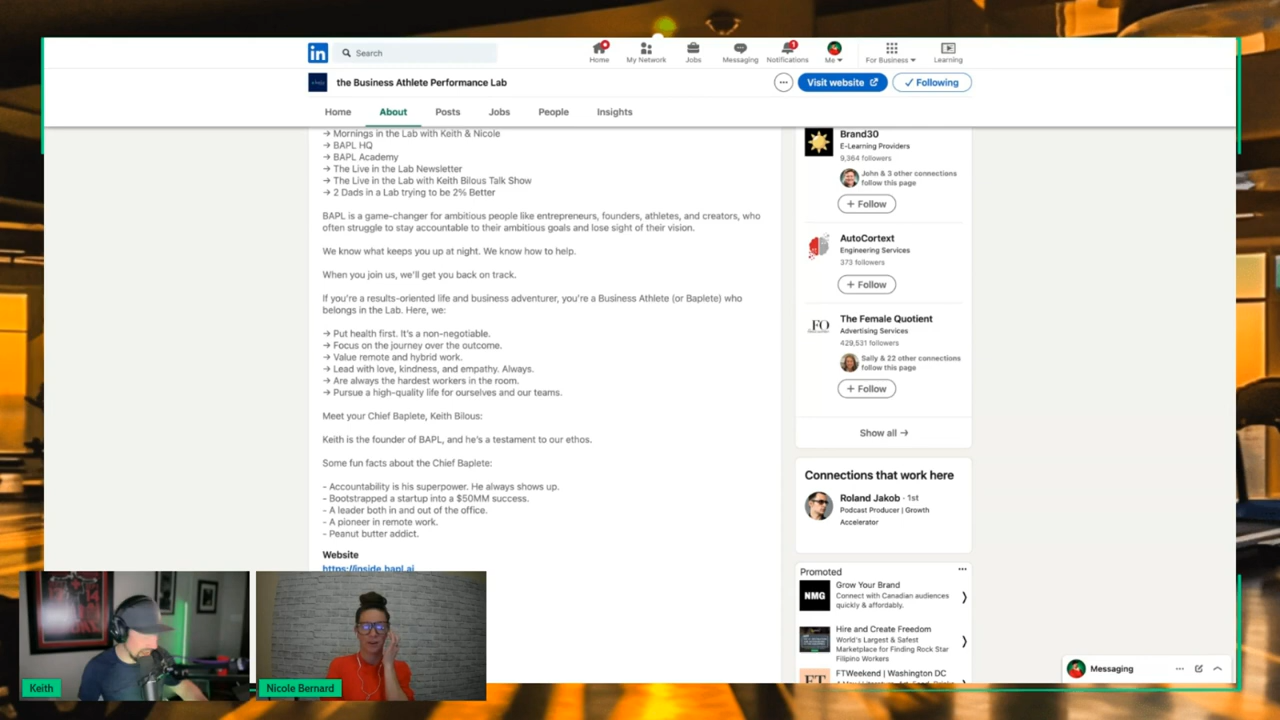 in
Search
Home
My Network
Jobs
Messaging
Notifications
Me
For Business
Learning
the Business Athlete Performance Lab
Visit website
✓ Following
Home
About
Posts
Jobs
People
Insights
→ Mornings in the Lab with Keith & Nicole
→ BAPL HQ
→ BAPL Academy
→ The Live in the Lab Newsletter
→ The Live in the Lab with Keith Bilous Talk Show
→ 2 Dads in a Lab trying to be 2% Better
BAPL is a game-changer for ambitious people like entrepreneurs, founders, athletes, and creators, who
often struggle to stay accountable to their ambitious goals and lose sight of their vision.
We know what keeps you up at night. We know how to help.
When you join us, we'll get you back on track.
If you're a results-oriented life and business adventurer, you're a Business Athlete (or Baplete) who
belongs in the Lab. Here, we:
→ Put health first. It's a non-negotiable.
→ Focus on the journey over the outcome.
→ Value remote and hybrid work.
→ Lead with love, kindness, and empathy. Always.
→ Are always the hardest workers in the room.
→ Pursue a high-quality life for ourselves and our teams.
Meet your Chief Baplete, Keith Bilous:
Keith is the founder of BAPL, and he's a testament to our ethos.
Some fun facts about the Chief Baplete:
- Accountability is his superpower. He always shows up.
- Bootstrapped a startup into a $50MM success.
- A leader both in and out of the office.
- A pioneer in remote work.
- Peanut butter addict.
Website
https://inside.bapl.ai
Brand30
E-Learning Providers
9,364 followers
John & 3 other connections
follow this page
+ Follow
AutoCortext
Engineering Services
373 followers
+ Follow
FQ
The Female Quotient
Advertising Services
429,531 followers
Sally & 22 other connections
follow this page
+ Follow
Show all →
Connections that work here
Roland Jakob · 1st
Podcast Producer | Growth
Accelerator
Promoted
NMG
Grow Your Brand
Connect with Canadian audiences
quickly & affordably.
Hire and Create Freedom
World's Largest & Safest
Marketplace for Finding Rock Star
Filipino Workers
FT
FTWeekend | Washington DC
Messaging
Keith
Nicole Bernard